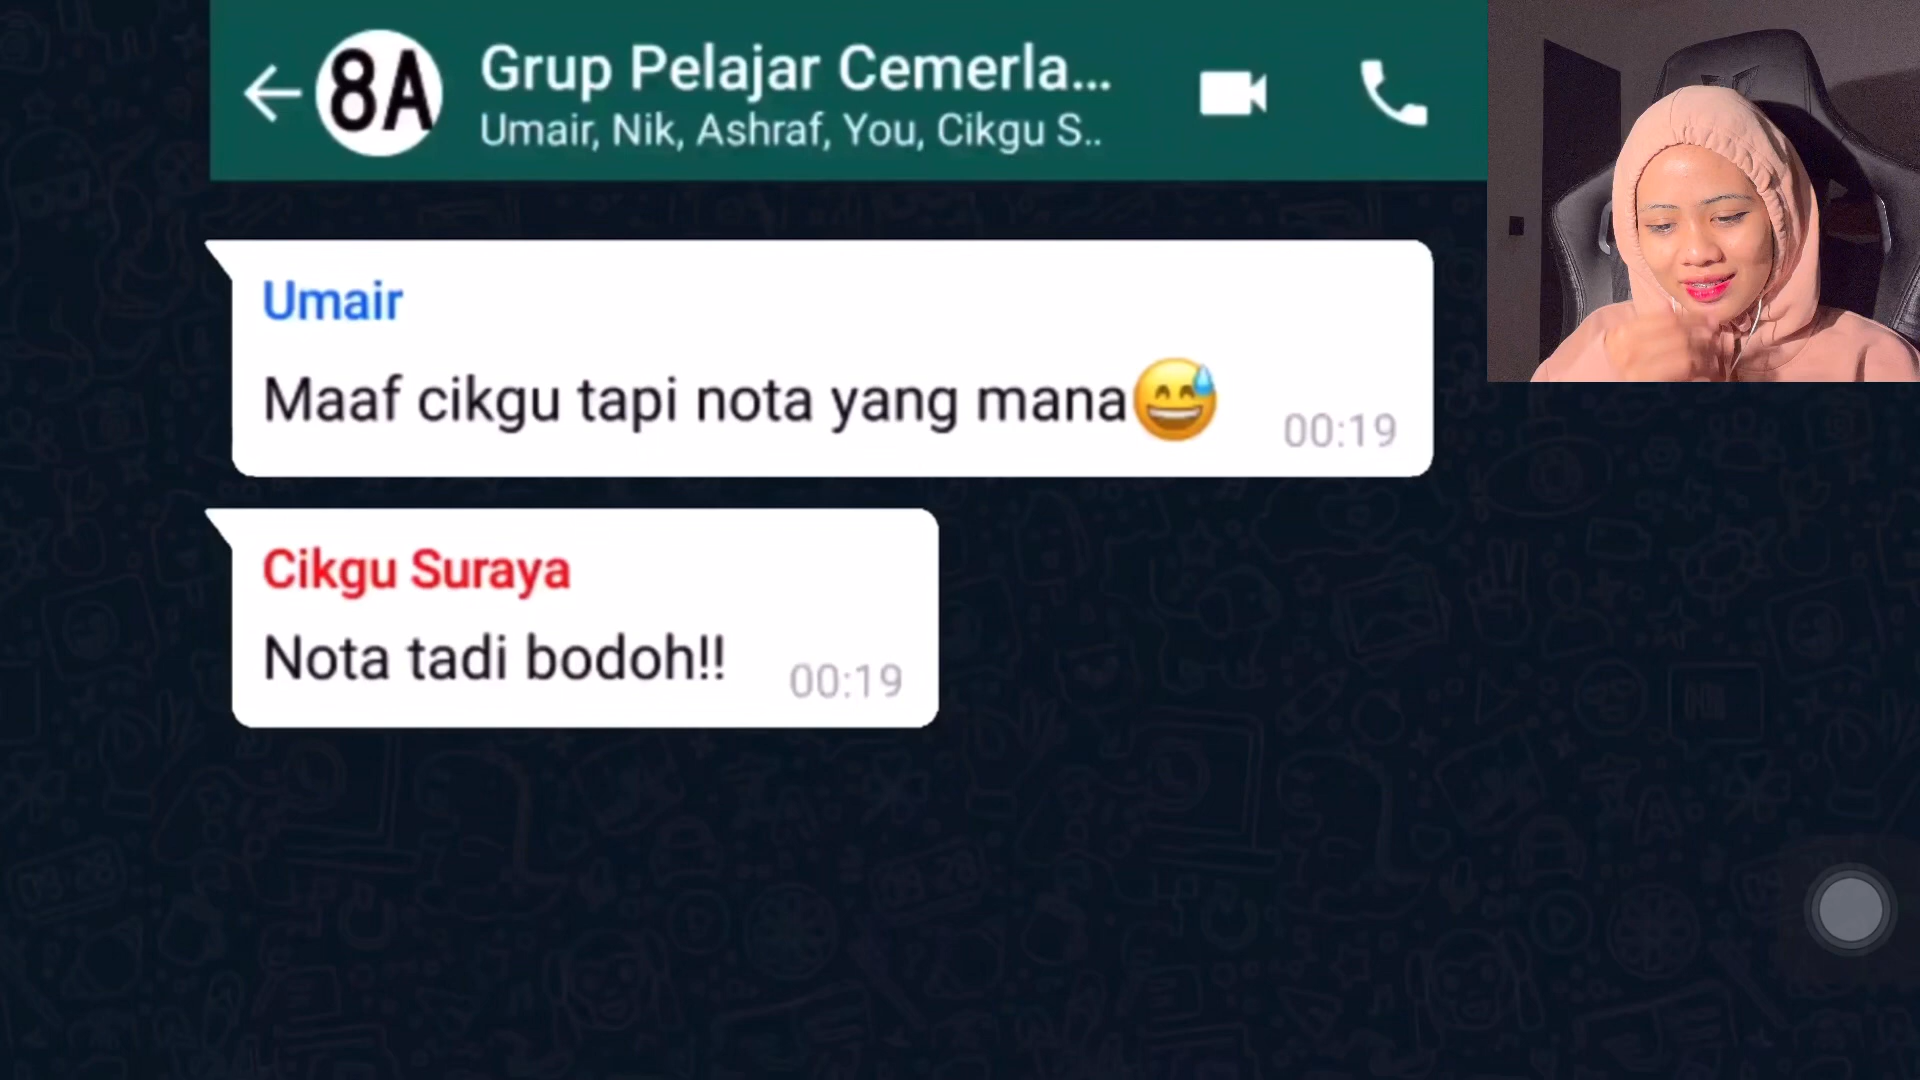 8A
Grup Pelajar Cemerla...
Umair, Nik, Ashraf, You, Cikgu S..
Umair
Maaf cikgu tapi nota yang mana😅
00:19
Cikgu Suraya
Nota tadi bodoh!!
00:19